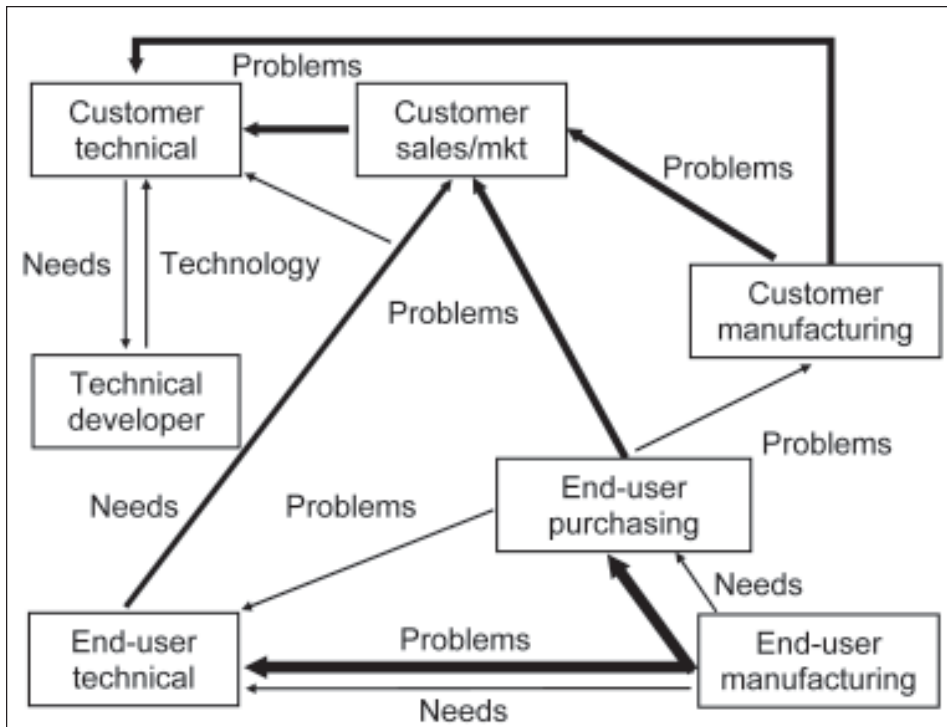 Problems
Customer
technical
Customer
sales/mkt
Problems
Needs
Technology
Customer
manufacturing
Problems
Technical
developer
Problems
End-user
purchasing
Needs
Problems
Needs
End-user
technical
Problems
End-user
manufacturing
Needs